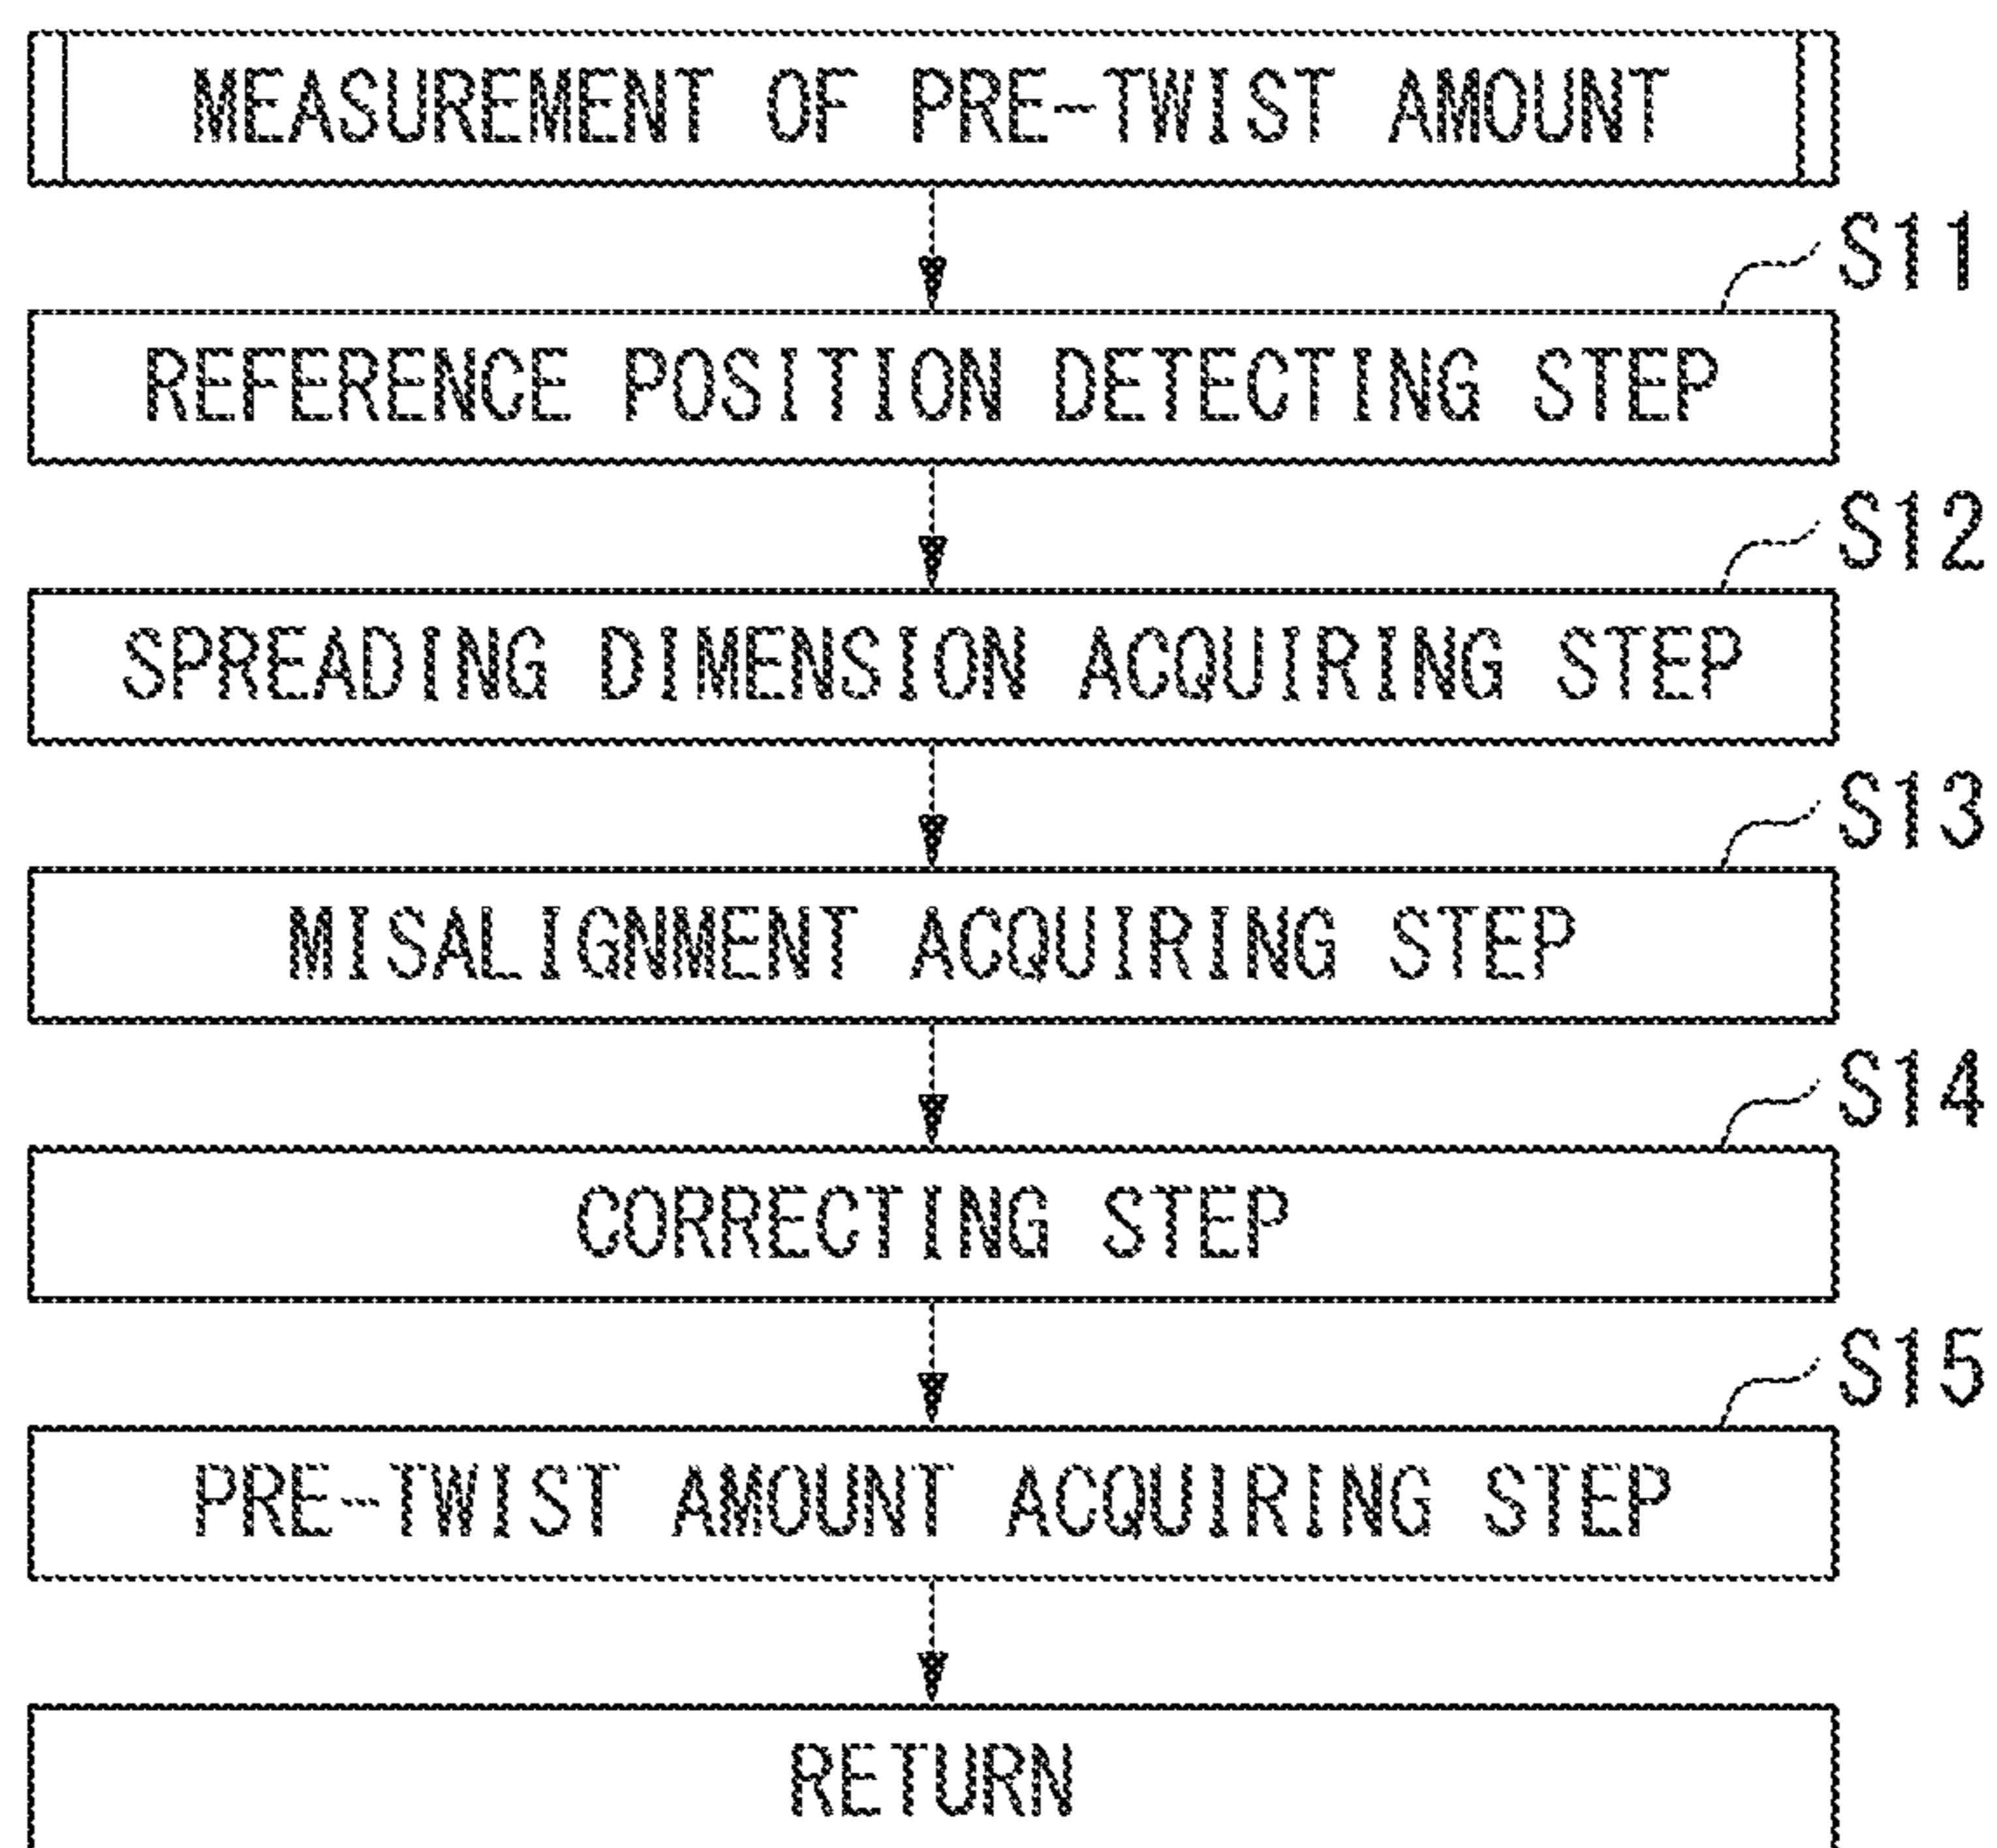 MEASUREMENT OF PRE-TWIST AMOUNT
S11
REFERENCE POSITION DETECTING STEP
S12
SPREADING DIMENSION ACQUIRING STEP
S13
MISALIGNMENT ACQUIRING STEP
S14
CORRECTING STEP
S15
PRE-TWIST AMOUNT ACQUIRING STEP
RETURN